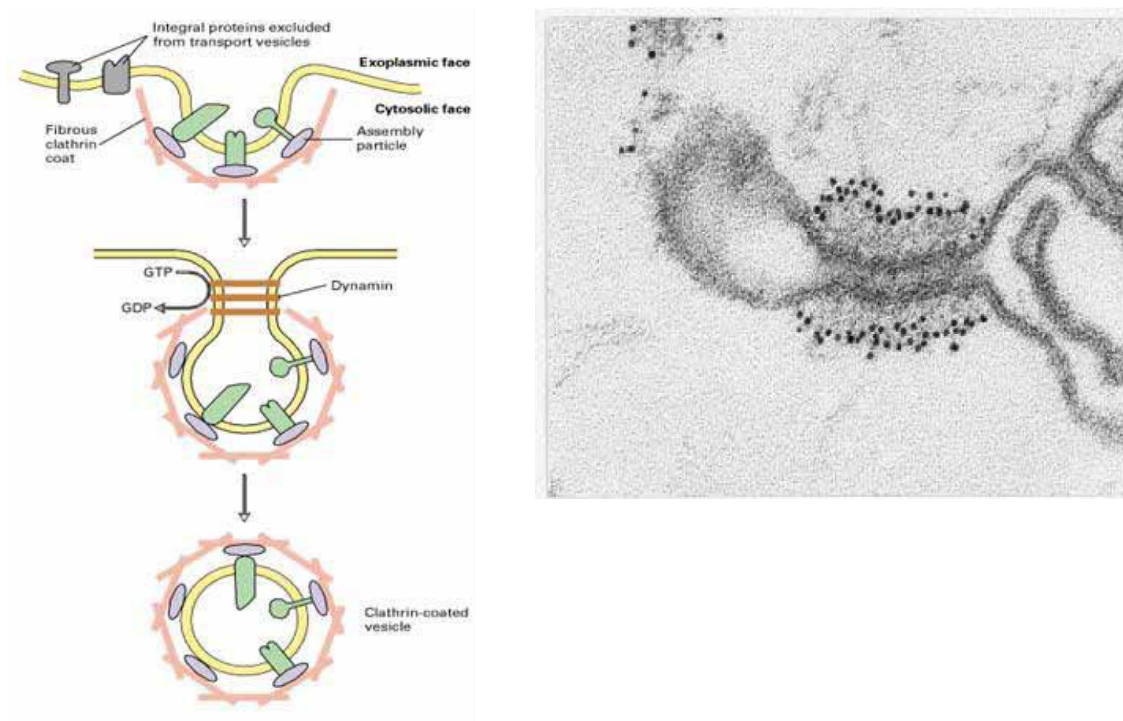 Integral proteins excluded
from transport vesicles
Exoplasmic face
Cytosolic face
Fibrous
clathrin
coat
Assembly
particle
GTP
Dynamin
GDP
Clathrin-coated
vesicle